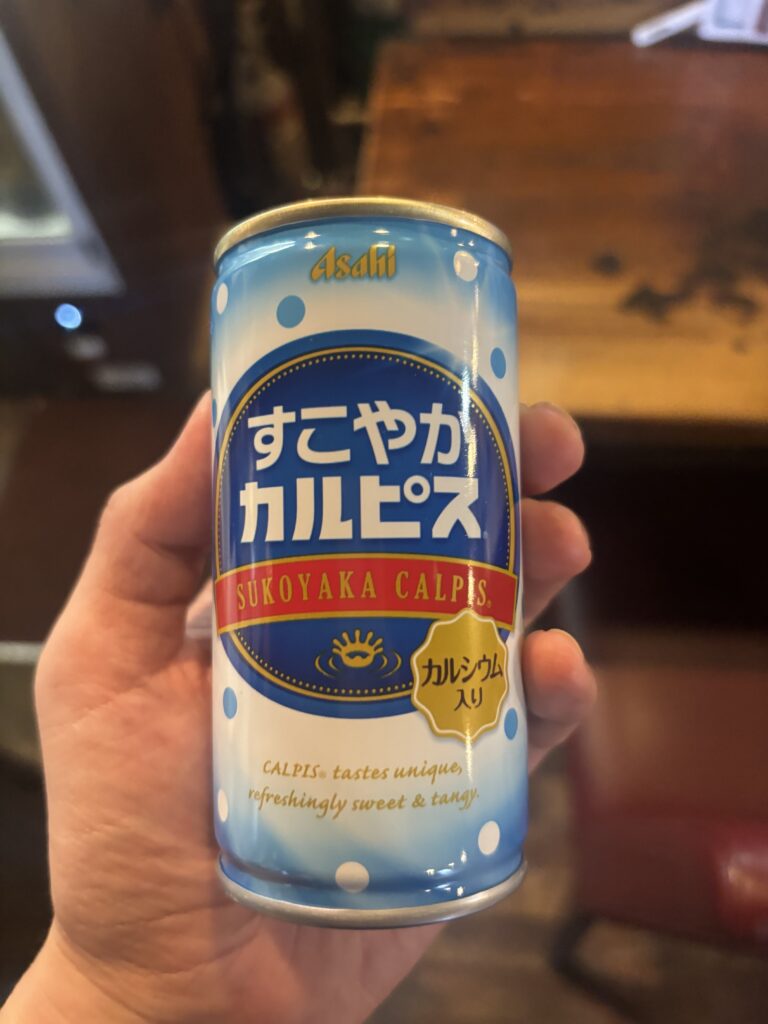 Asahi
すこやか
カルピス®
SUKOYAKA CALPIS®
カルシウム
入り
CALPIS® tastes unique,
refreshingly sweet & tangy.